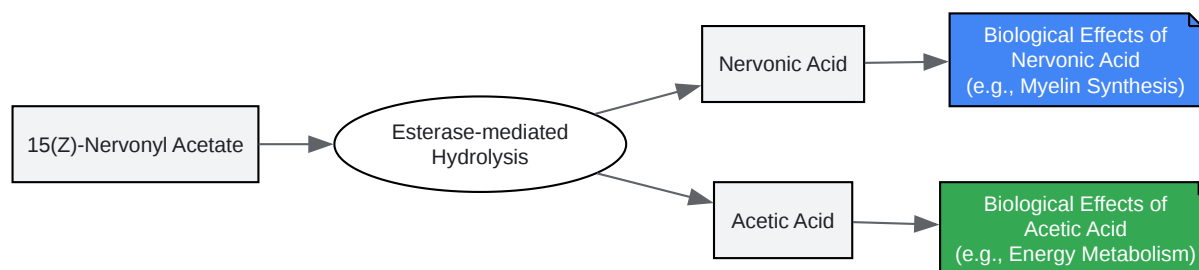 15(Z)-Nervonyl Acetate
Esterase-mediated
Hydrolysis
Nervonic Acid
Biological Effects of
Nervonic Acid
(e.g., Myelin Synthesis)
Acetic Acid
Biological Effects of
Acetic Acid
(e.g., Energy Metabolism)